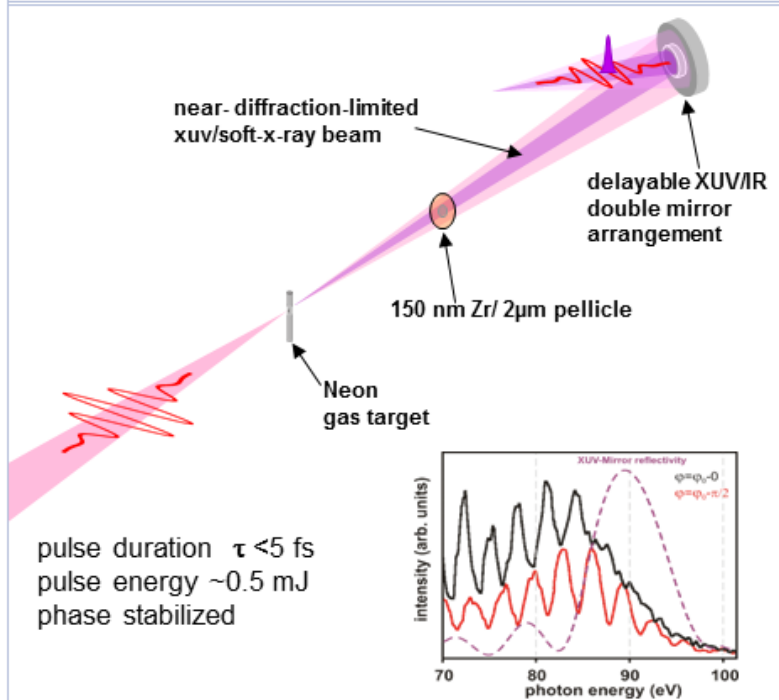 near- diffraction-limited
xuv/soft-x-ray beam
delayable XUV/IR
double mirror
arrangement
150 nm Zr/ 2µm pellicle
Neon
gas target
pulse duration τ <5 fs
pulse energy ~0.5 mJ
phase stabilized
XUV-Mirror reflectivity
φ=φ₀-0
φ=φ₀-π/2
intensity (arb. units)
70 80 90 100
photon energy (eV)